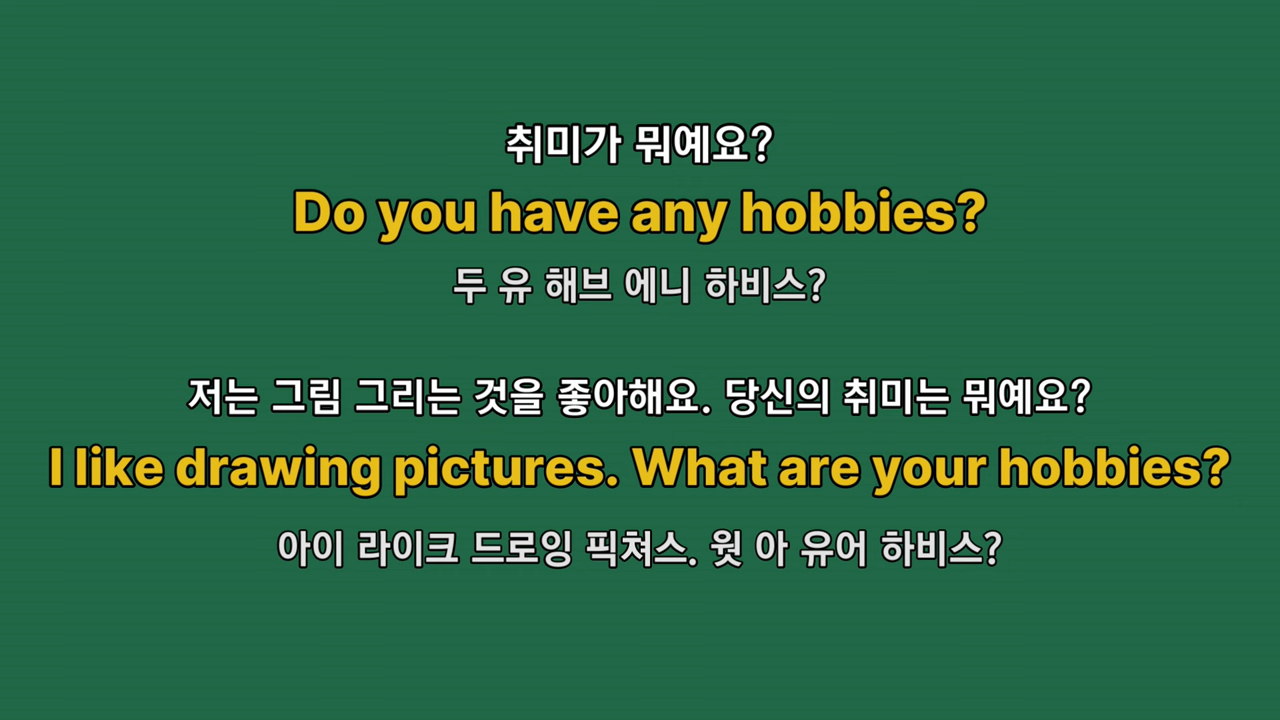 취미가 뭐예요?
Do you have any hobbies?
두 유 해브 에니 하비스?
저는 그림 그리는 것을 좋아해요. 당신의 취미는 뭐예요?
I like drawing pictures. What are your hobbies?
아이 라이크 드로잉 픽쳐스. 웟 아 유어 하비스?